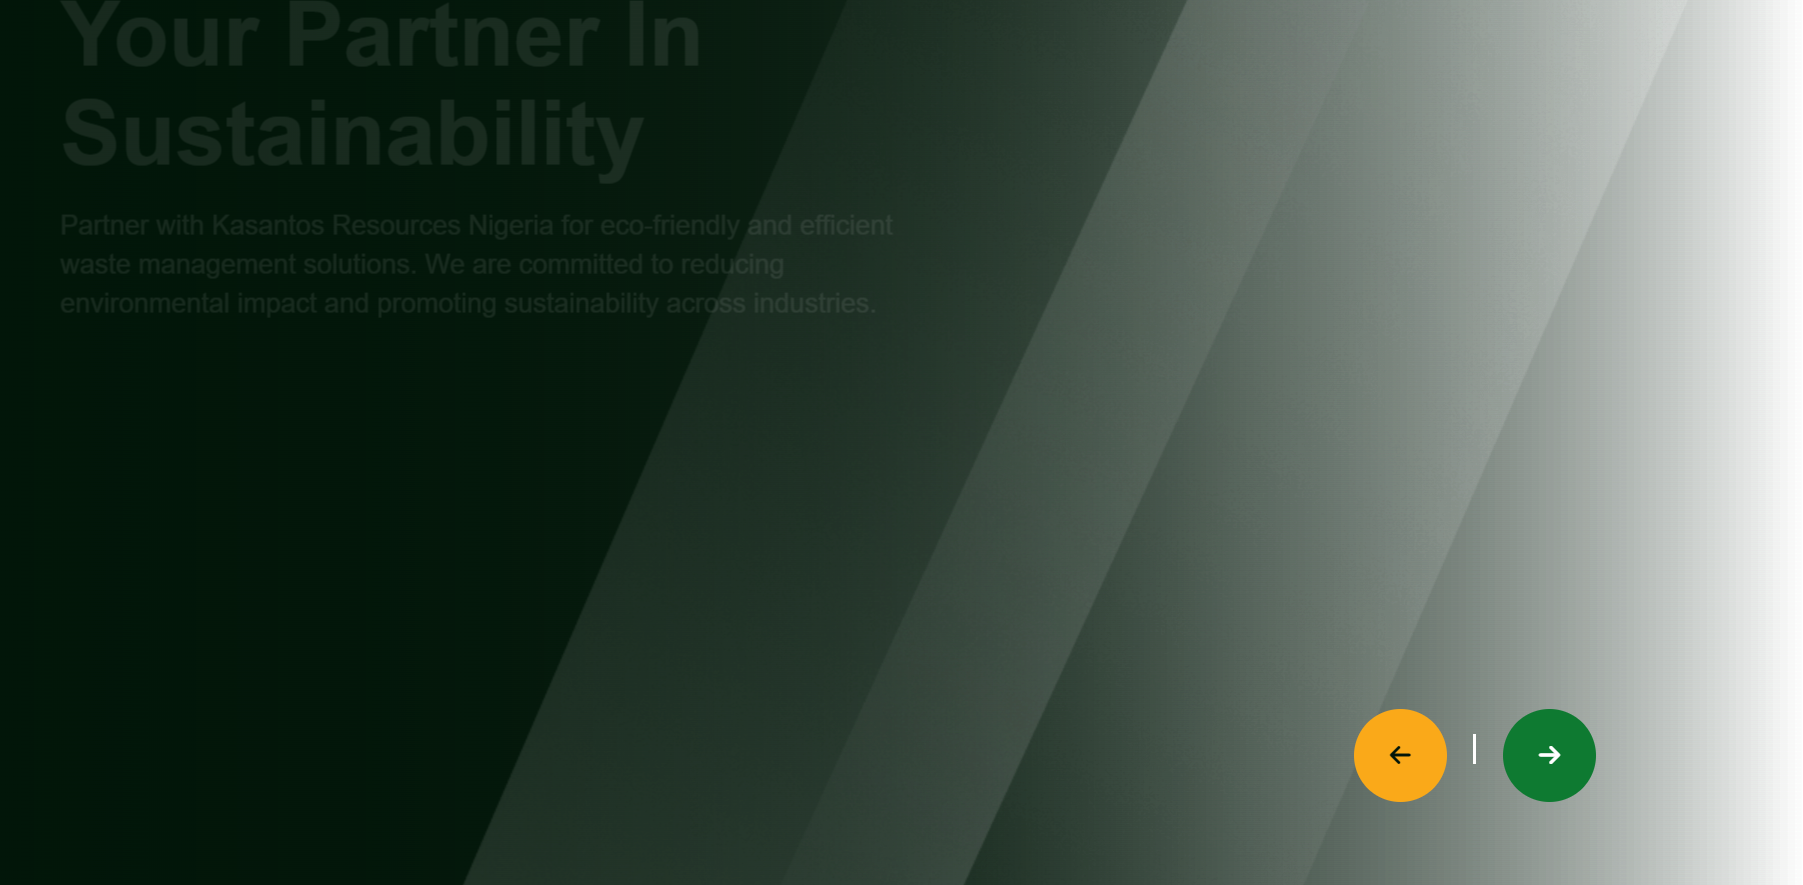 Your Partner In
Sustainability
Partner with Kasantos Resources Nigeria for eco-friendly and efficient
waste management solutions. We are committed to reducing
environmental impact and promoting sustainability across industries.